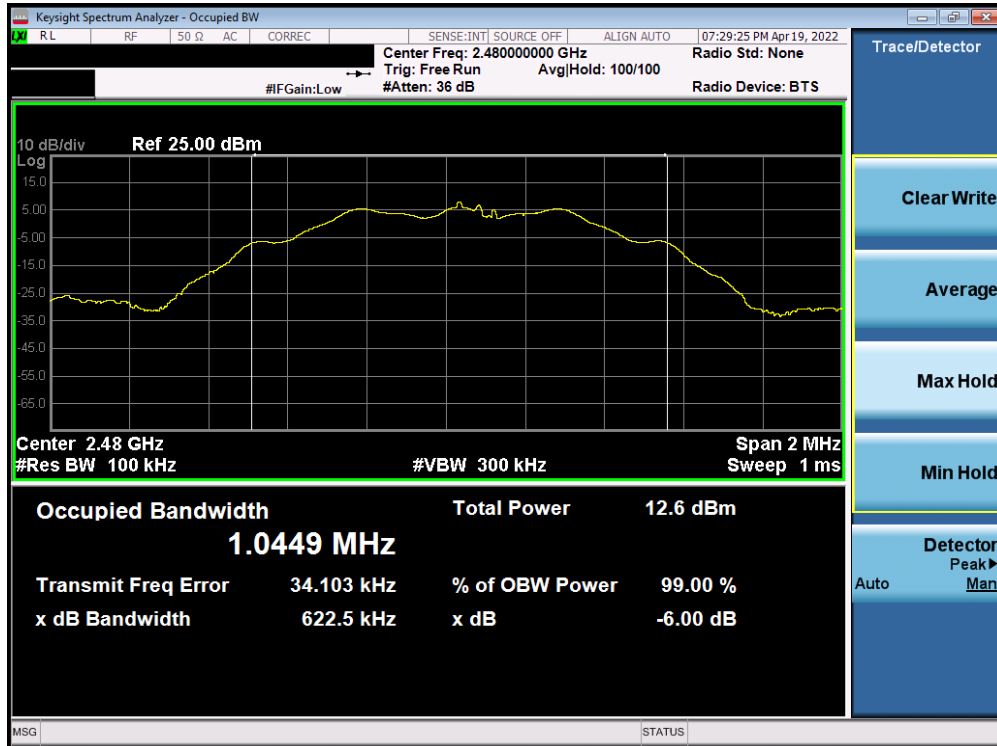 Keysight Spectrum Analyzer - Occupied BW
LXI RL RF 50 Ω AC CORREC SENSE:INT SOURCE OFF ALIGN AUTO 07:29:25 PM Apr 19, 2022
Center Freq: 2.480000000 GHz Radio Std: None
Trig: Free Run Avg|Hold: 100/100
#IFGain:Low #Atten: 36 dB Radio Device: BTS
10 dB/div Ref 25.00 dBm
Log
15.0
5.00
-5.00
-15.0
-25.0
-35.0
-45.0
-55.0
-65.0
Center 2.48 GHz Span 2 MHz
#Res BW 100 kHz #VBW 300 kHz Sweep 1 ms
Occupied Bandwidth Total Power 12.6 dBm
1.0449 MHz
Transmit Freq Error 34.103 kHz % of OBW Power 99.00 %
x dB Bandwidth 622.5 kHz x dB -6.00 dB
MSG STATUS
Trace/Detector
Clear Write
Average
Max Hold
Min Hold
Detector
Peak
Auto Man